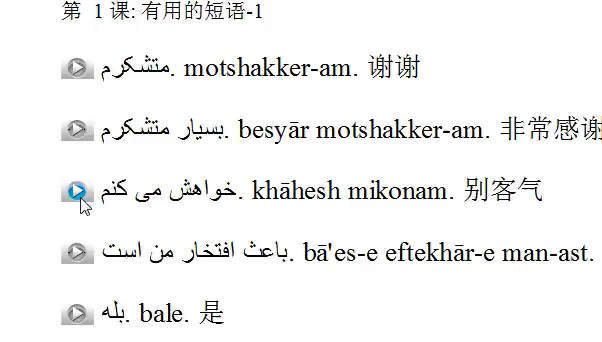 第 1 课: 有用的短语-1
متشکرم. motshakker-am. 谢谢
بسیار متشکرم. besyār motshakker-am. 非常感谢
خواهش می کنم. khāhesh mikonam. 别客气
باعث افتخار من است. bā'es-e eftekhār-e man-ast.
بله. bale. 是